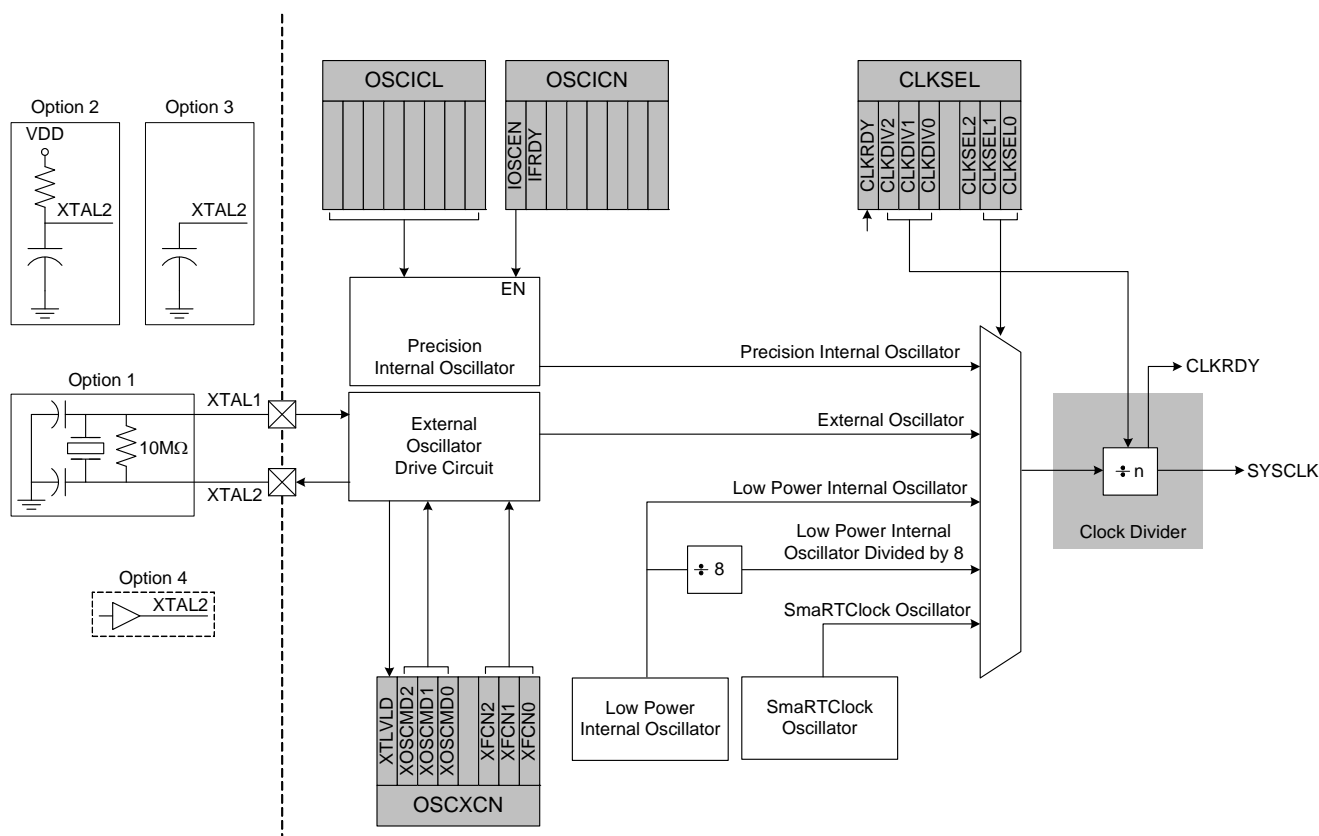 OSCICL
OSCICN
CLKSEL
IOSCEN
IFRDY
CLKRDY
CLKDIV2
CLKDIV1
CLKDIV0
CLKSEL2
CLKSEL1
CLKSEL0
Option 2
VDD
XTAL2
Option 3
XTAL2
EN
Precision
Internal Oscillator
Precision Internal Oscillator
CLKRDY
Option 1
XTAL1
10MΩ
XTAL2
External
Oscillator
Drive Circuit
External Oscillator
÷ n
SYSCLK
Clock Divider
Low Power Internal Oscillator
Low Power Internal
Oscillator Divided by 8
÷ 8
SmaRTClock Oscillator
Option 4
XTAL2
XTLVLD
XOSCMD2
XOSCMD1
XOSCMD0
XFCN2
XFCN1
XFCN0
OSCXCN
Low Power
Internal Oscillator
SmaRTClock
Oscillator